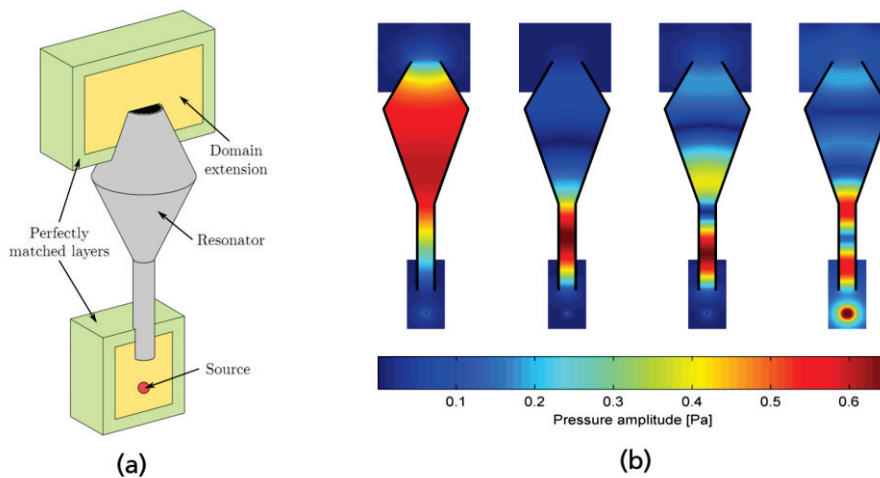 Domain
extension
Perfectly
matched layers
Resonator
Source
(a)
0.1 0.2 0.3 0.4 0.5 0.6
Pressure amplitude [Pa]
(b)